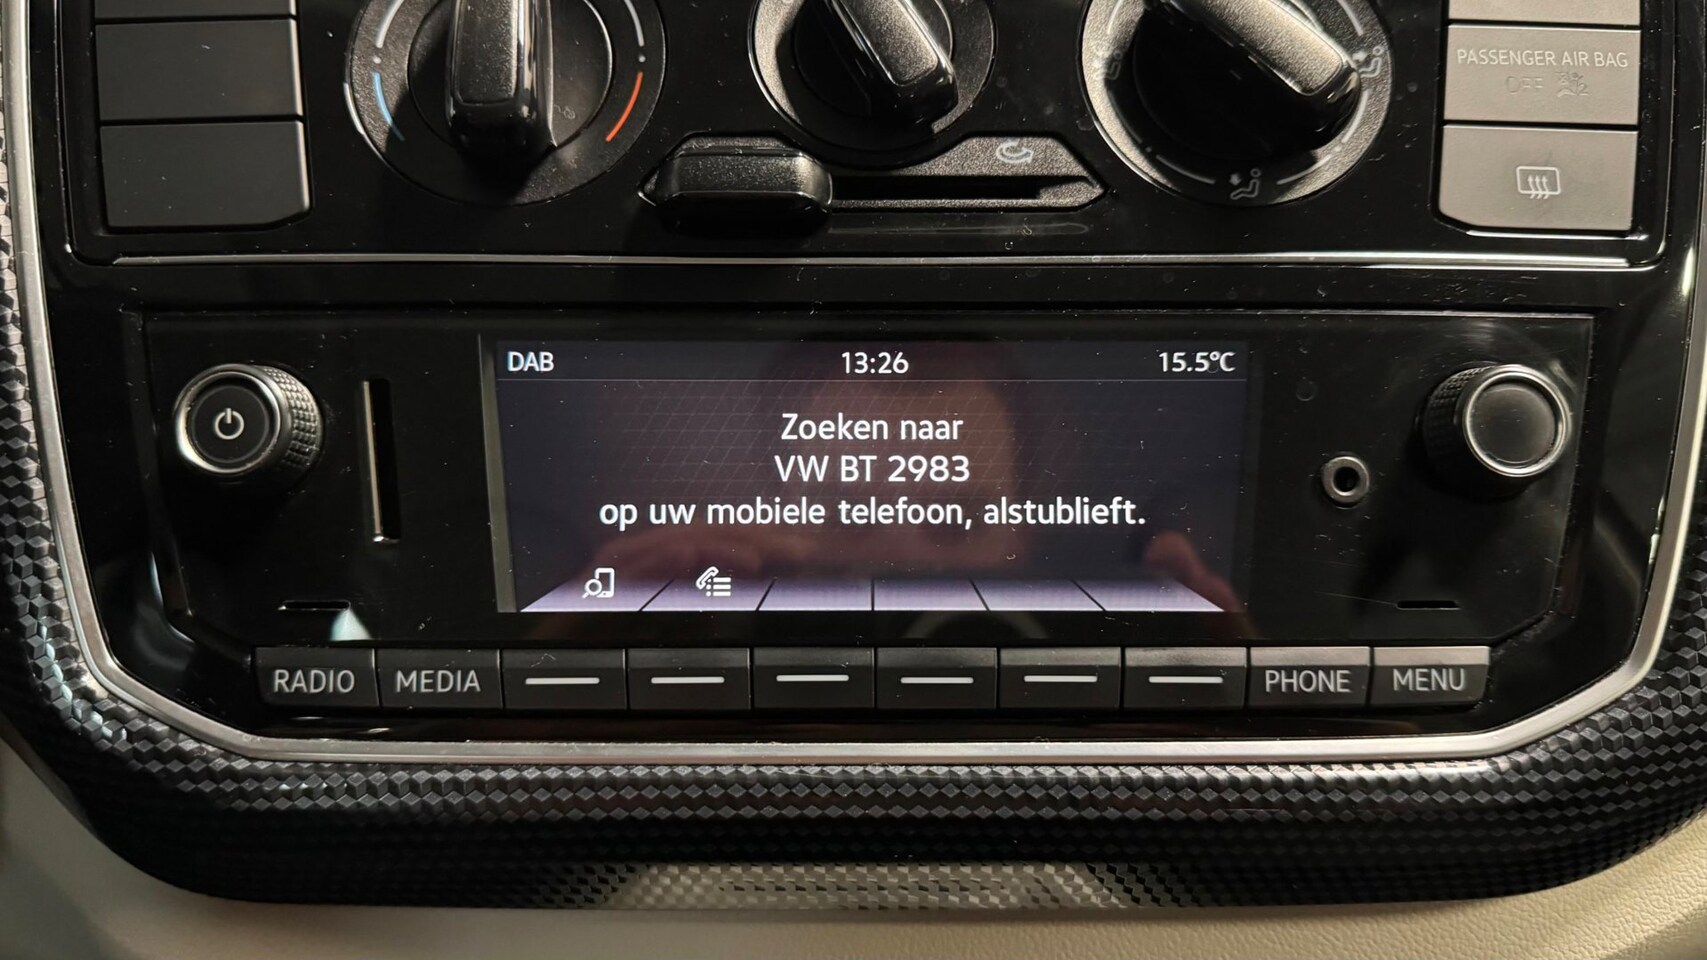 PASSENGER AIR BAG
OFF
DAB 13:26 15.5°C
Zoeken naar
VW BT 2983
op uw mobiele telefoon, alstublieft.
RADIO MEDIA PHONE MENU